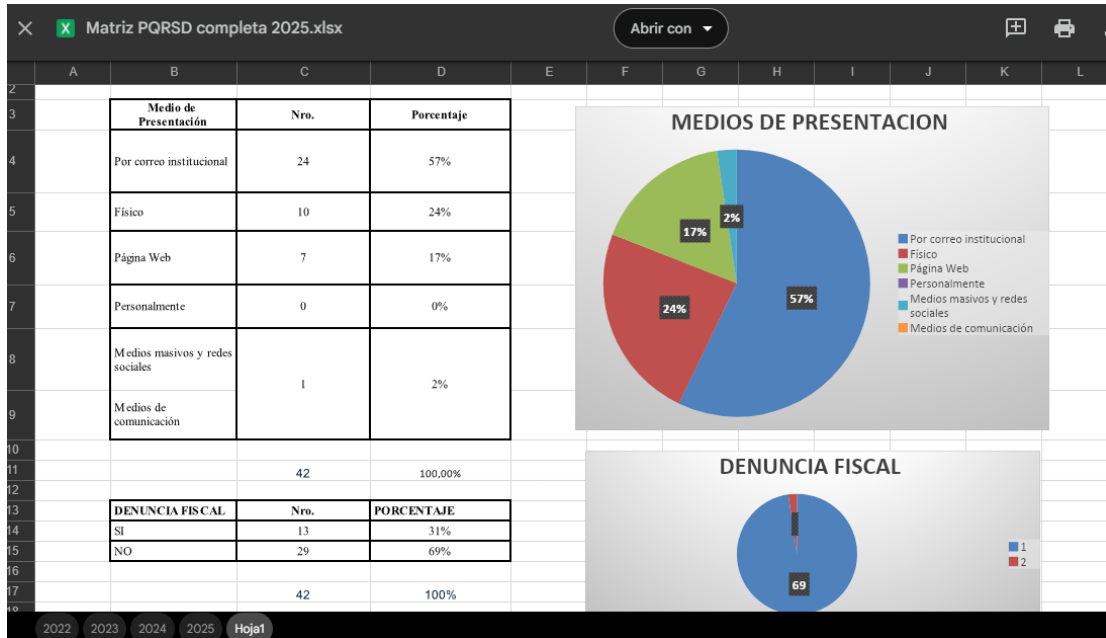 Matriz PQRSD completa 2025.xlsx
Abrir con
A B C D E F G H I J K L
2
3 Medio de Presentación Nro. Porcentaje
4 Por correo institucional 24 57%
5 Físico 10 24%
6 Página Web 7 17%
7 Personalmente 0 0%
8 Medios masivos y redes sociales 1 2%
9 Medios de comunicación
10
11 42 100,00%
12
13 DENUNCIA FISCAL Nro. PORCENTAJE
14 SI 13 31%
15 NO 29 69%
16
17 42 100%
MEDIOS DE PRESENTACION
2%
17%
57%
24%
Por correo institucional
Físico
Página Web
Personalmente
Medios masivos y redes
sociales
Medios de comunicación
DENUNCIA FISCAL
69
1
2
2022 2023 2024 2025 Hoja1